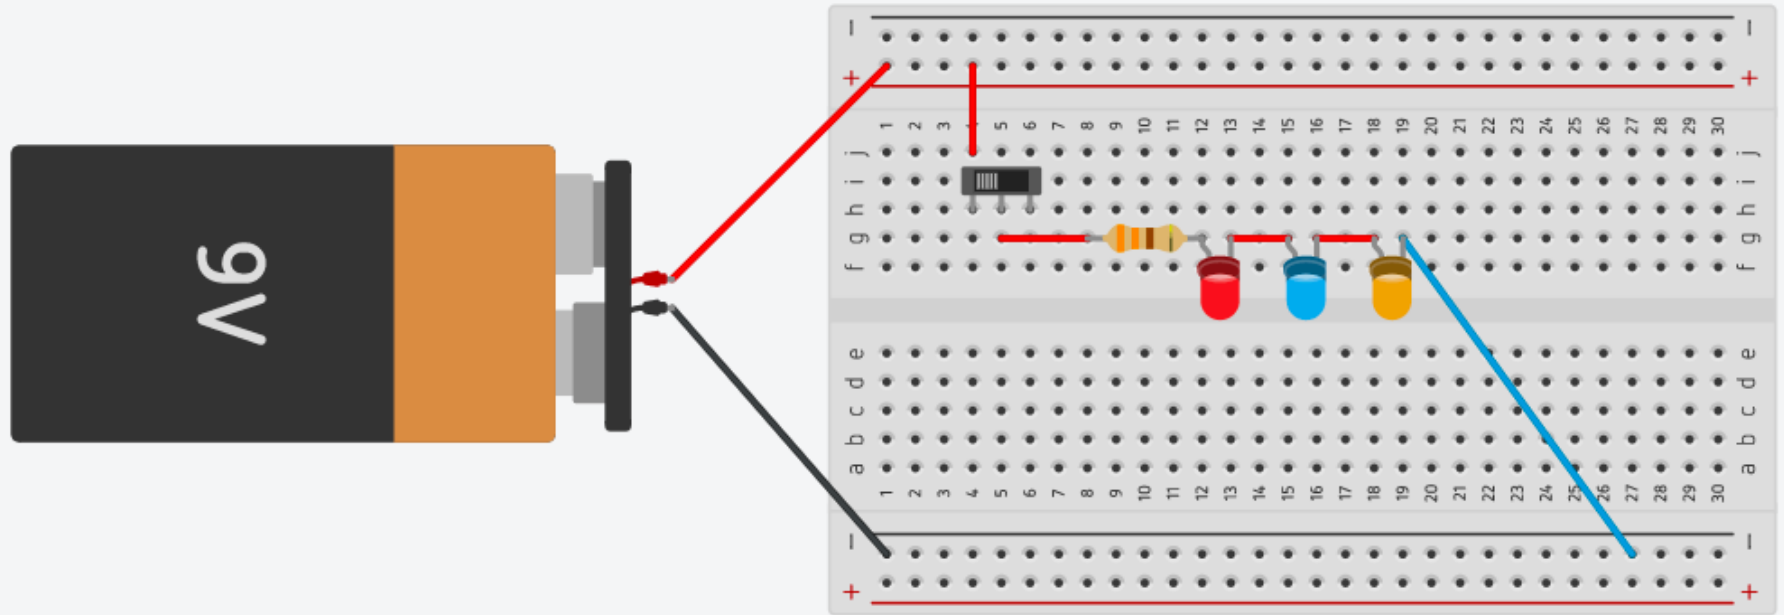 9V
− −
+ +
1 2 3 4 5 6 7 8 9 10 11 12 13 14 15 16 17 18 19 20 21 22 23 24 25 26 27 28 29 30
j j
i i
h h
g g
f f
e e
d d
c c
b b
a a
1 2 3 4 5 6 7 8 9 10 11 12 13 14 15 16 17 18 19 20 21 22 23 24 25 26 27 28 29 30
− −
+ +